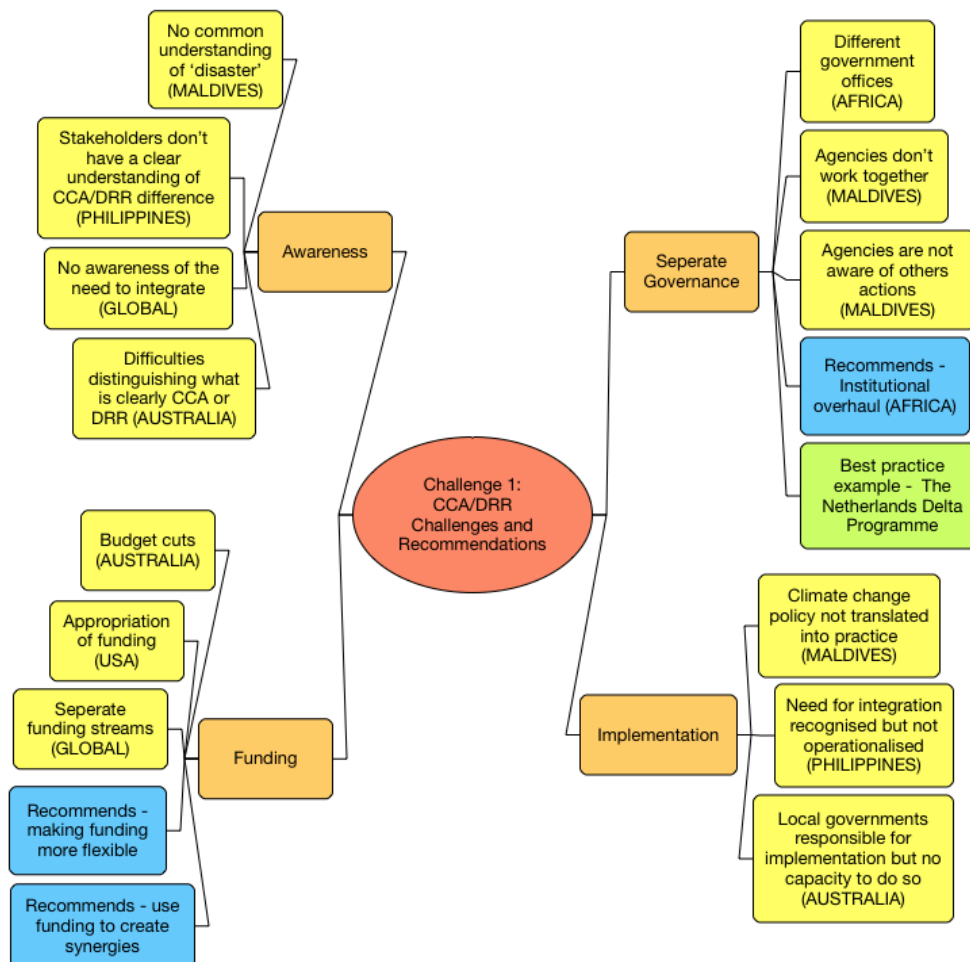 No common
understanding
of ‘disaster’
(MALDIVES)
Stakeholders don’t
have a clear
understanding of
CCA/DRR difference
(PHILIPPINES)
No awareness of the
need to integrate
(GLOBAL)
Difficulties
distinguishing what
is clearly CCA or
DRR (AUSTRALIA)
Awareness
Different
government
offices
(AFRICA)
Agencies don’t
work together
(MALDIVES)
Agencies are not
aware of others
actions
(MALDIVES)
Recommends -
Institutional
overhaul (AFRICA)
Best practice
example - The
Netherlands Delta
Programme
Seperate
Governance
Challenge 1:
CCA/DRR
Challenges and
Recommendations
Budget cuts
(AUSTRALIA)
Appropriation
of funding
(USA)
Seperate
funding streams
(GLOBAL)
Recommends -
making funding
more flexible
Recommends - use
funding to create
synergies
Funding
Implementation
Climate change
policy not translated
into practice
(MALDIVES)
Need for integration
recognised but not
operationalised
(PHILIPPINES)
Local governments
responsible for
implementation but no
capacity to do so
(AUSTRALIA)